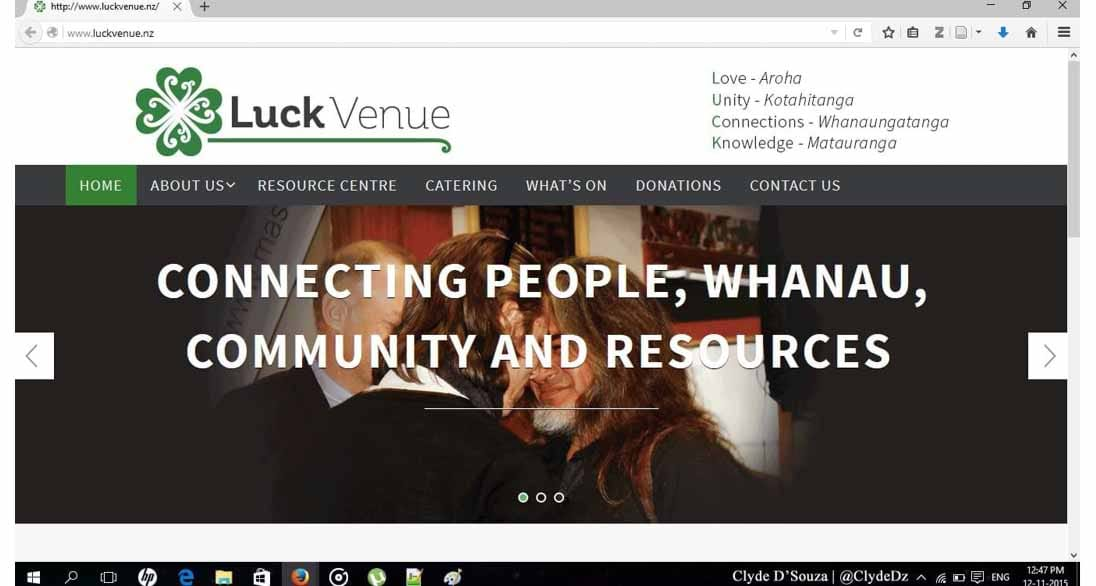 http://www.luckvenue.nz/
www.luckvenue.nz
Luck Venue
Love - Aroha
Unity - Kotahitanga
Connections - Whanaungatanga
Knowledge - Matauranga
HOME ABOUT US RESOURCE CENTRE CATERING WHAT'S ON DONATIONS CONTACT US
CONNECTING PEOPLE, WHANAU,
COMMUNITY AND RESOURCES
Clyde D'Souza | @ClydeDz ENG 12:47 PM
12-11-2015